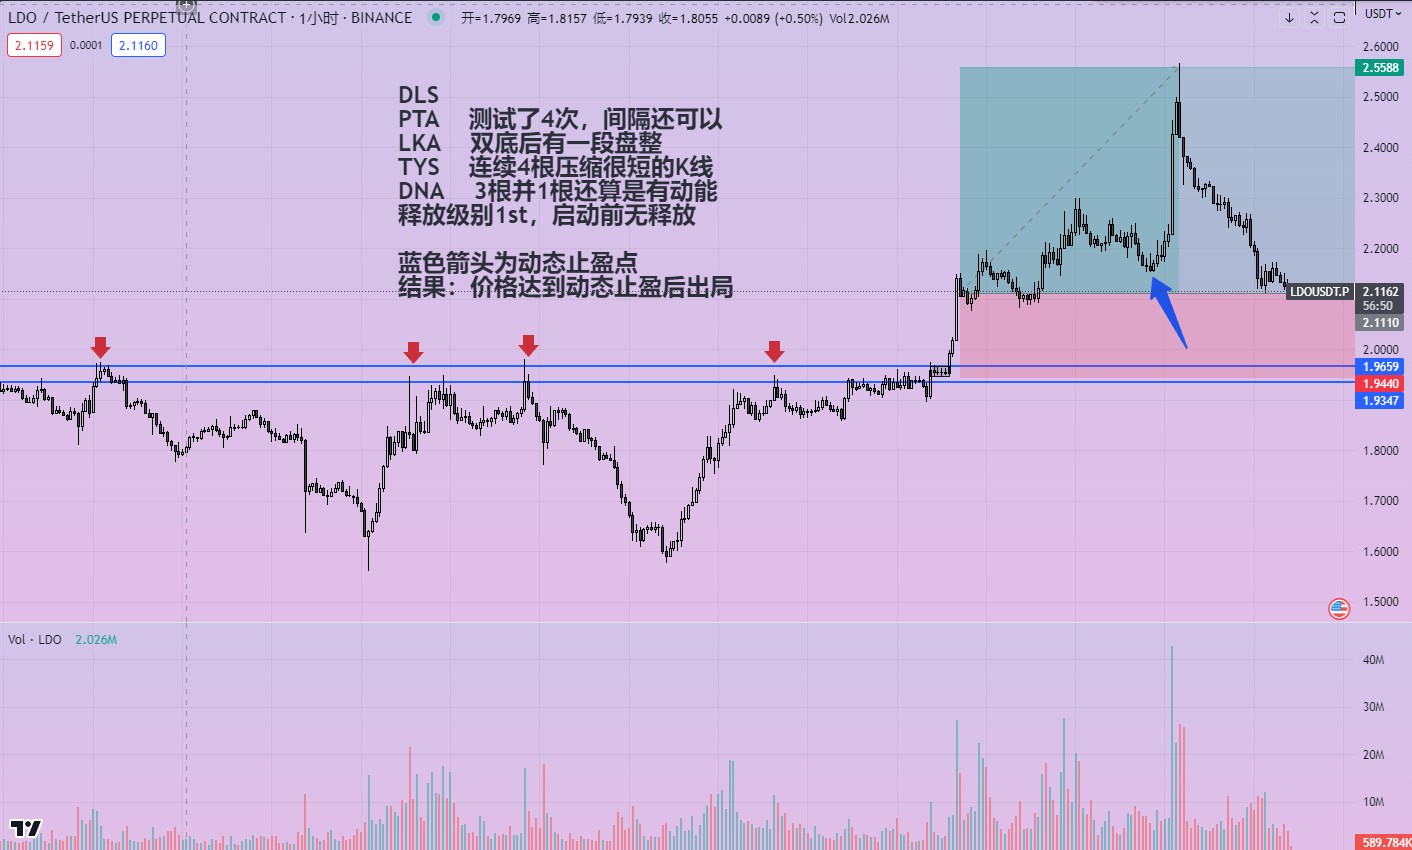 LDO / TetherUS PERPETUAL CONTRACT · 1小时 · BINANCE 开=1.7969 高=1.8157 低=1.7939 收=1.8055 +0.0089 (+0.50%) Vol2.026M
USDT
2.1159 0.0001 2.1160
DLS
PTA 测试了4次，间隔还可以
LKA 双底后有一段盘整
TYS 连续4根压缩很短的K线
DNA 3根并1根还算是有动能
释放级别1st，启动前无释放
蓝色箭头为动态止盈点
结果：价格达到动态止盈后出局
2.6000
2.5588
2.5000
2.4000
2.3000
2.2000
LDOUSDT.P 2.1162
56:50
2.1110
2.0000
1.9659
1.9440
1.9347
1.8000
1.7000
1.6000
1.5000
Vol · LDO 2.026M
40M
30M
20M
10M
589.784K